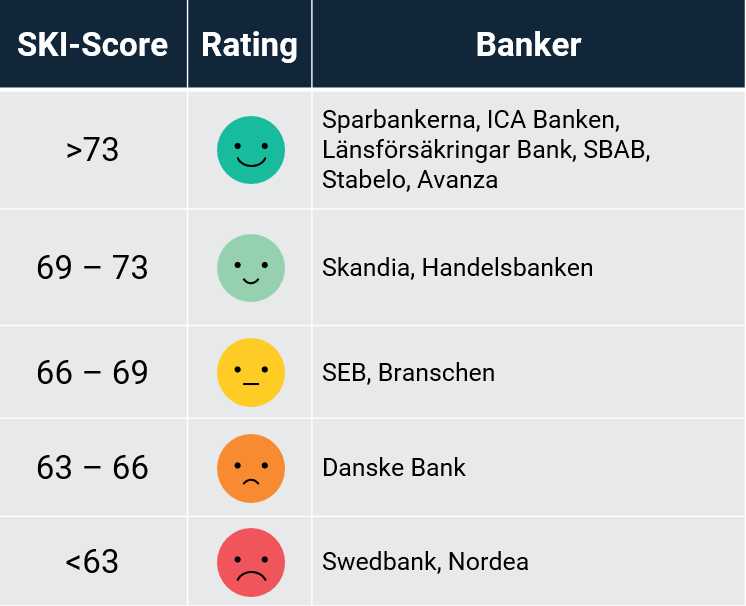 SKI-Score Rating Banker
>73
Sparbankerna, ICA Banken,
Länsförsäkringar Bank, SBAB,
Stabelo, Avanza
69 – 73
Skandia, Handelsbanken
66 – 69
SEB, Branschen
63 – 66
Danske Bank
<63
Swedbank, Nordea